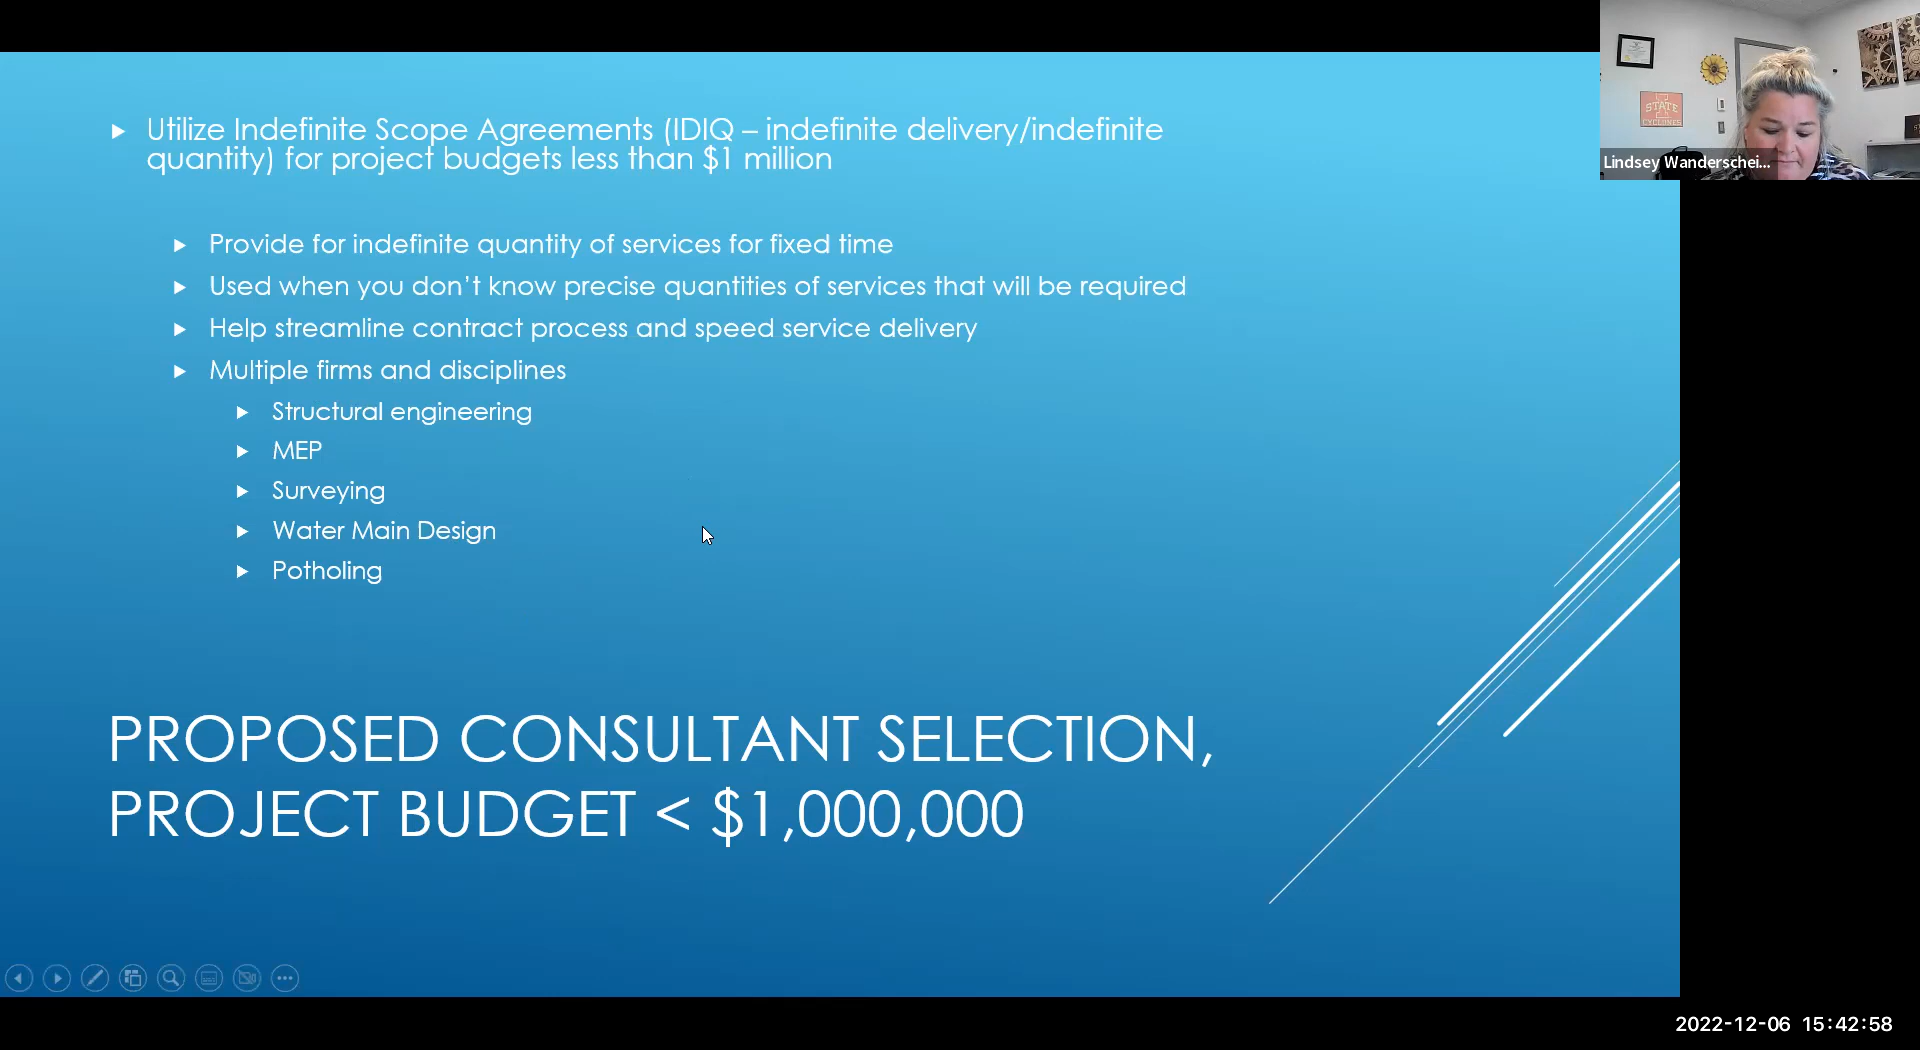 Utilize Indefinite Scope Agreements (IDIQ – indefinite delivery/indefinite
quantity) for project budgets less than $1 million
Provide for indefinite quantity of services for fixed time
Used when you don't know precise quantities of services that will be required
Help streamline contract process and speed service delivery
Multiple firms and disciplines
Structural engineering
MEP
Surveying
Water Main Design
Potholing
PROPOSED CONSULTANT SELECTION,
PROJECT BUDGET < $1,000,000
STATE
CYCLONES
Lindsey Wanderschei...
2022-12-06 15:42:58